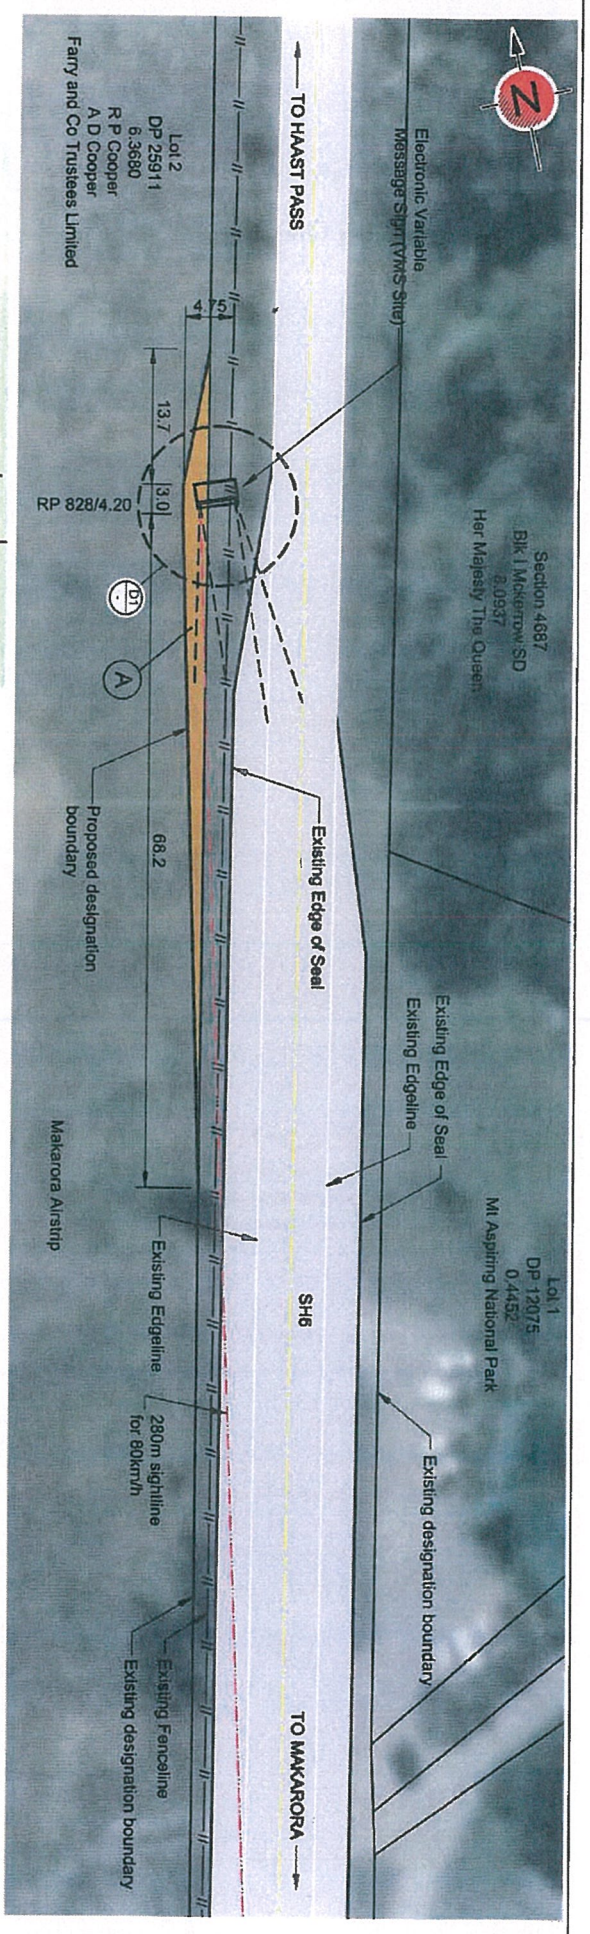 N
Electronic Variable
Message Sign (VMS Site)
TO HAAST PASS
Lot 2
DP 25911
6.3680
R P Cooper
A D Cooper
Farry and Co Trustees Limited
Section 4687
Blk I Mckerrow SD
8.0937
Her Majesty The Queen
4.75
13.7
3.0
RP 828/4.20
D1
-
A
68.2
Proposed designation
boundary
Existing Edge of Seal
Existing Edge of Seal
Existing Edgeline
Lot 1
DP 12075
0.4452
Mt Aspiring National Park
SH6
Makarora Airstrip
Existing Edgeline
280m sightline
for 80km/h
Existing designation boundary
Existing Fenceline
Existing designation boundary
TO MAKARORA